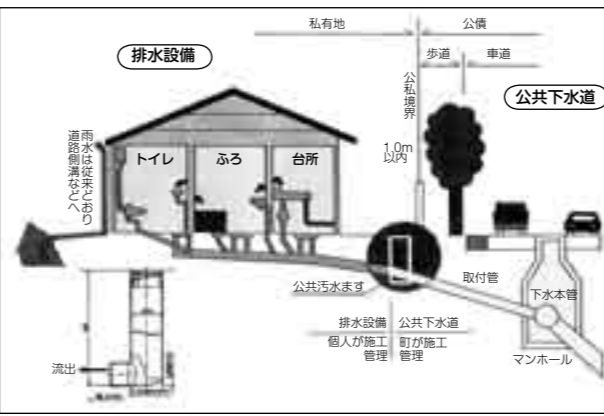 私有地
公債
歩道
車道
排水設備
公共下水道
公私境界
1.0m
以内
雨水は従来どおり
道路側溝などへ
トイレ
ふろ
台所
公共汚水ます
取付管
下水本管
排水設備
公共下水道
個人が施工
管理
町が施工
管理
マンホール
流出